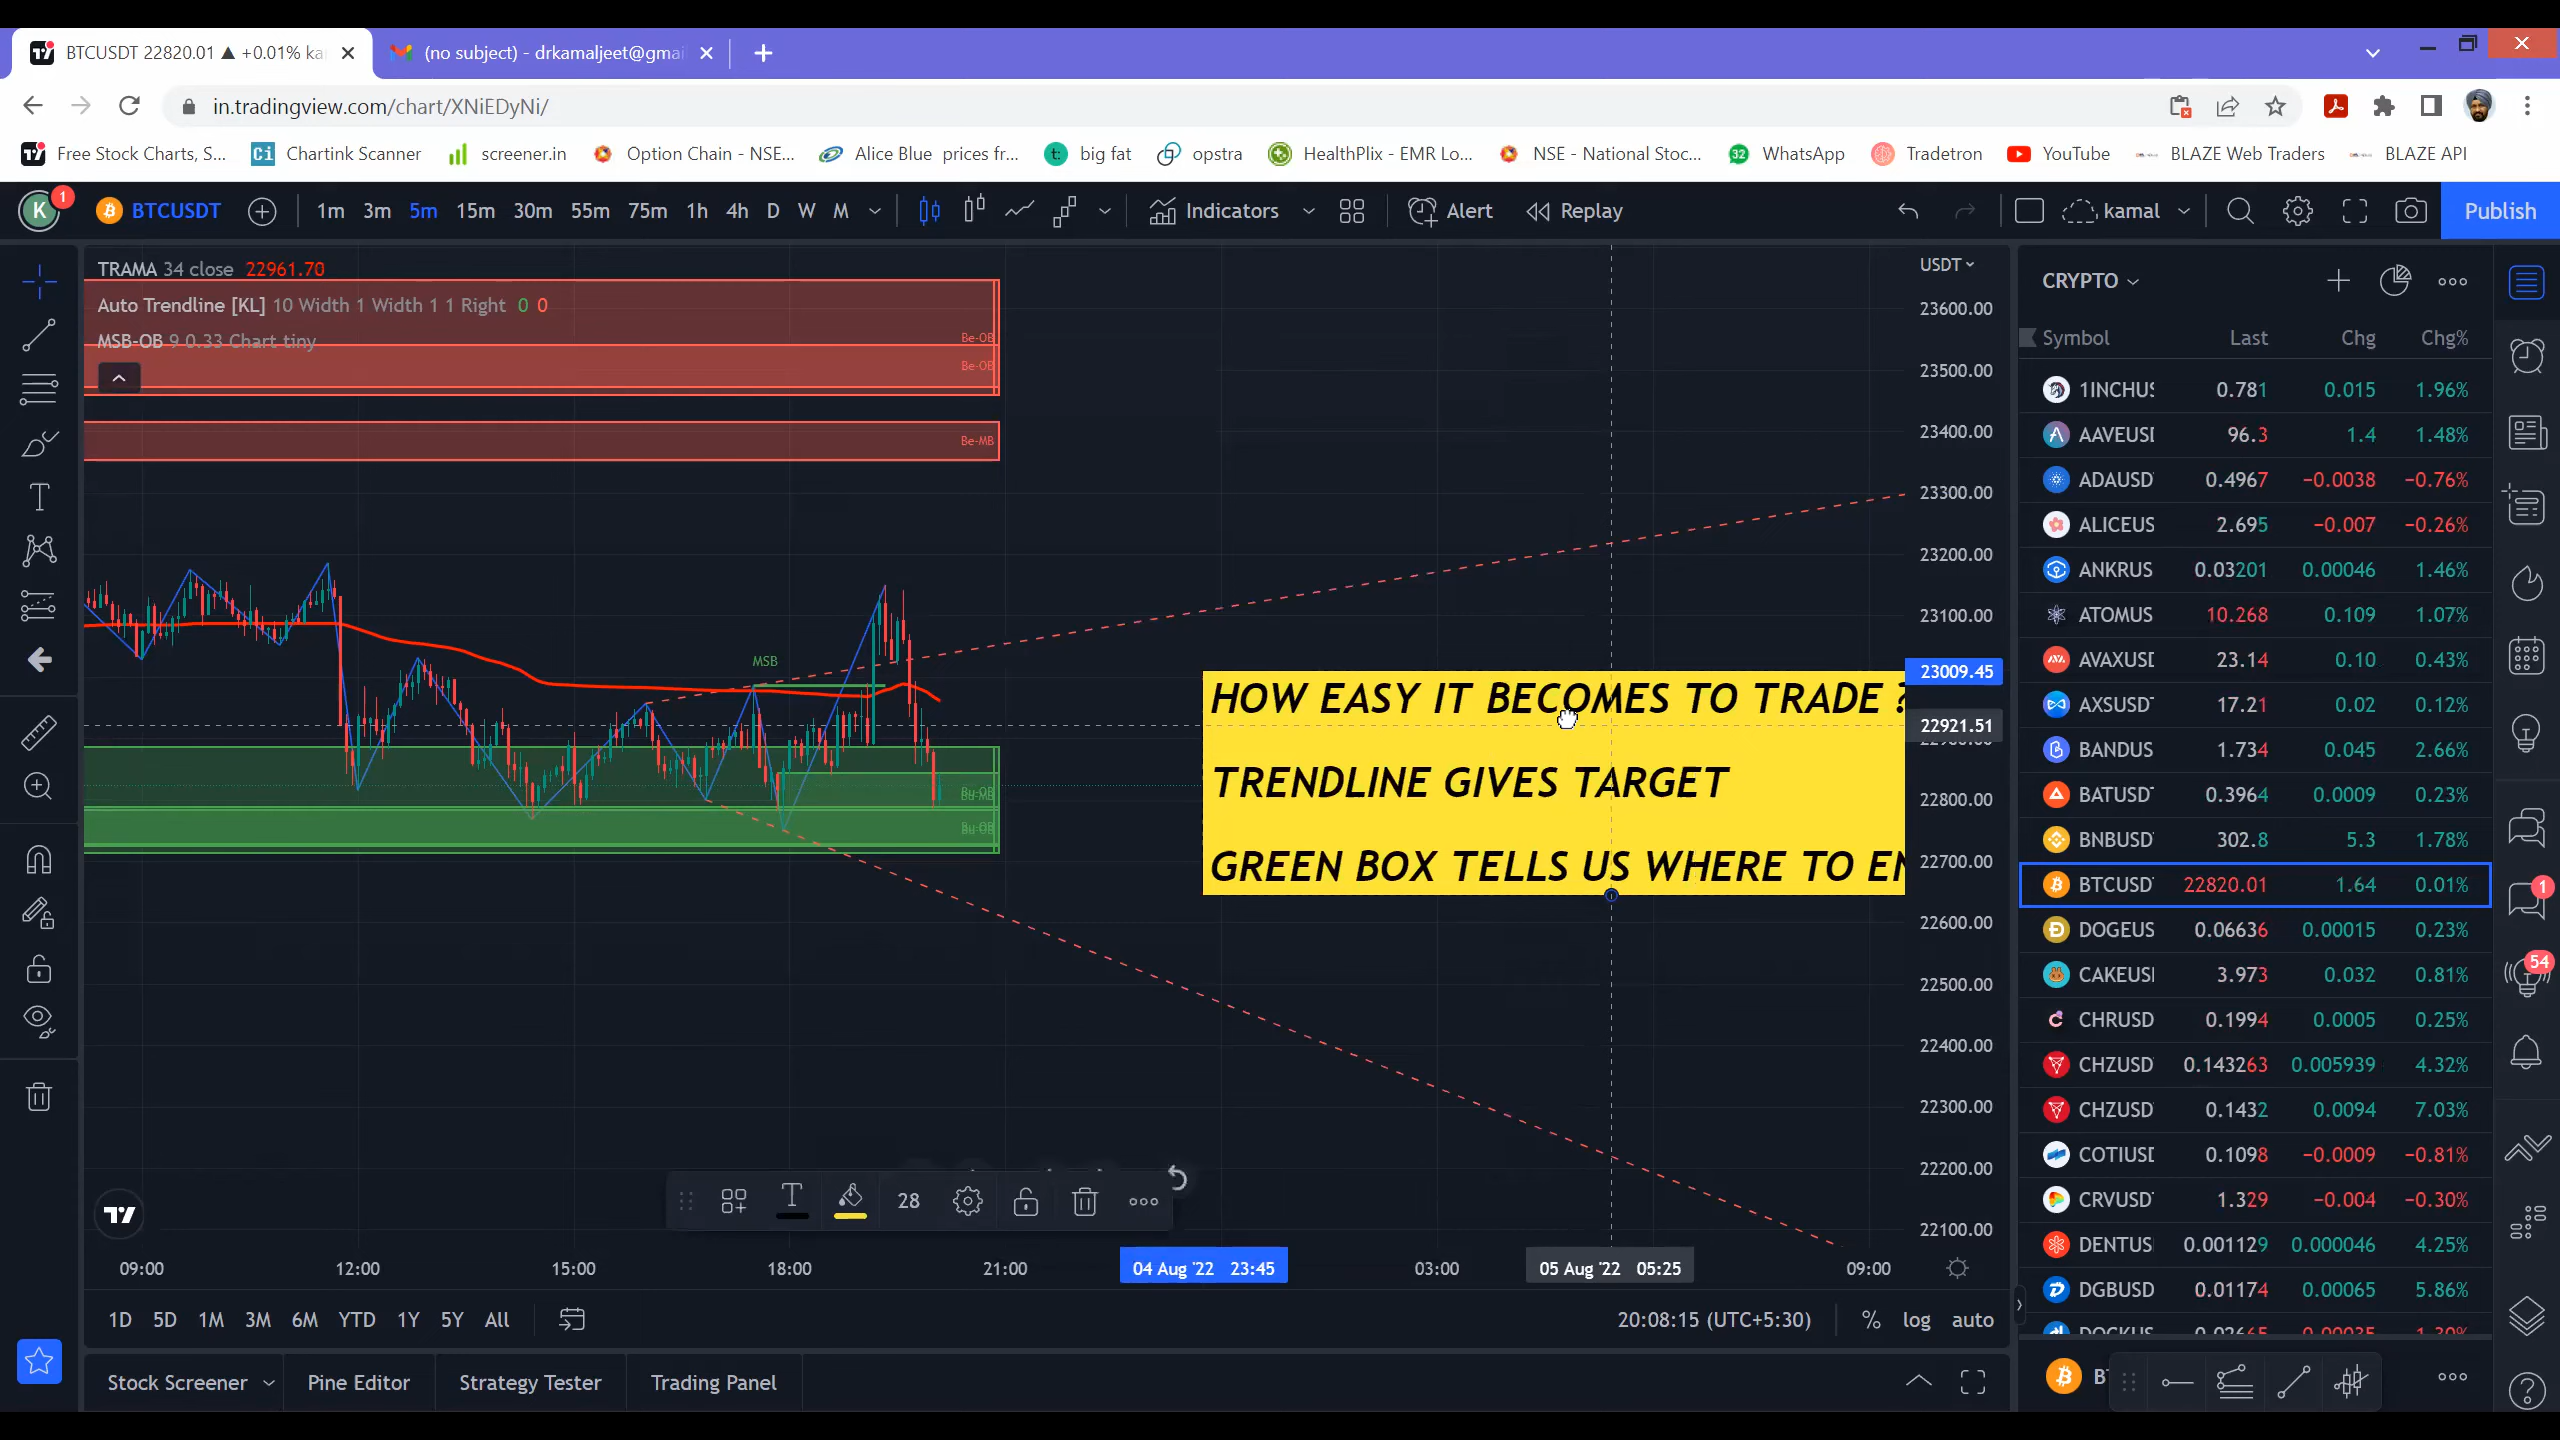 BTCUSDT 22820.01 ▲ +0.01% ka
(no subject) - drkamaljeet@gmai
in.tradingview.com/chart/XNiEDyNi/
Free Stock Charts, S...
Chartink Scanner
screener.in
Option Chain - NSE...
Alice Blue prices fr...
big fat
opstra
HealthPlix - EMR Lo...
NSE - National Stoc...
WhatsApp
Tradetron
YouTube
BLAZE Web Traders
BLAZE API
K 1 BTCUSDT 1m 3m 5m 15m 30m 55m 75m 1h 4h D W M Indicators Alert Replay kamal Publish
TRAMA 34 close 22961.70
Auto Trendline [KL] 10 Width 1 Width 1 1 Right 0 0
MSB-OB 9 0.33 Chart tiny
Be-OB
Be-OB
Be-MB
MSB
Bu-OB
HOW EASY IT BECOMES TO TRADE ?
TRENDLINE GIVES TARGET
GREEN BOX TELLS US WHERE TO EN
USDT
23600.00
23500.00
23400.00
23300.00
23200.00
23100.00
23009.45
22921.51
22800.00
22700.00
22600.00
22500.00
22400.00
22300.00
22200.00
22100.00
28
09:00 12:00 15:00 18:00 21:00 04 Aug '22 23:45 03:00 05 Aug '22 05:25 09:00
1D 5D 1M 3M 6M YTD 1Y 5Y All
20:08:15 (UTC+5:30) % log auto
Stock Screener Pine Editor Strategy Tester Trading Panel
CRYPTO
Symbol Last Chg Chg%
1INCHUS 0.781 0.015 1.96%
AAVEUSI 96.3 1.4 1.48%
ADAUSD 0.4967 −0.0038 −0.76%
ALICEUS 2.695 −0.007 −0.26%
ANKRUS 0.03201 0.00046 1.46%
ATOMUS 10.268 0.109 1.07%
AVAXUSI 23.14 0.10 0.43%
AXSUSD 17.21 0.02 0.12%
BANDUS 1.734 0.045 2.66%
BATUSD 0.3964 0.0009 0.23%
BNBUSD 302.8 5.3 1.78%
BTCUSD 22820.01 1.64 0.01%
DOGEUS 0.06636 0.00015 0.23%
CAKEUSI 3.973 0.032 0.81%
CHRUSD 0.1994 0.0005 0.25%
CHZUSD 0.143263 0.005939 4.32%
CHZUSD 0.1432 0.0094 7.03%
COTIUSI 0.1098 −0.0009 −0.81%
CRVUSD 1.329 −0.004 −0.30%
DENTUS 0.001129 0.000046 4.25%
DGBUSD 0.01174 0.00065 5.86%
1
54